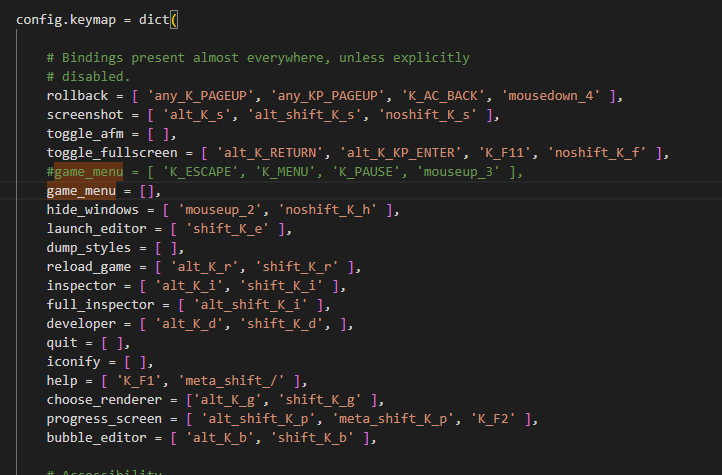 config.keymap = dict(
# Bindings present almost everywhere, unless explicitly
# disabled.
rollback = [ 'any_K_PAGEUP', 'any_KP_PAGEUP', 'K_AC_BACK', 'mousedown_4' ],
screenshot = [ 'alt_K_s', 'alt_shift_K_s', 'noshift_K_s' ],
toggle_afm = [ ],
toggle_fullscreen = [ 'alt_K_RETURN', 'alt_K_KP_ENTER', 'K_F11', 'noshift_K_f' ],
#game_menu = [ 'K_ESCAPE', 'K_MENU', 'K_PAUSE', 'mouseup_3' ],
game_menu = [],
hide_windows = [ 'mouseup_2', 'noshift_K_h' ],
launch_editor = [ 'shift_K_e' ],
dump_styles = [ ],
reload_game = [ 'alt_K_r', 'shift_K_r' ],
inspector = [ 'alt_K_i', 'shift_K_i' ],
full_inspector = [ 'alt_shift_K_i' ],
developer = [ 'alt_K_d', 'shift_K_d', ],
quit = [ ],
iconify = [ ],
help = [ 'K_F1', 'meta_shift_/' ],
choose_renderer = ['alt_K_g', 'shift_K_g' ],
progress_screen = [ 'alt_shift_K_p', 'meta_shift_K_p', 'K_F2' ],
bubble_editor = [ 'alt_K_b', 'shift_K_b' ],
# Accessibility